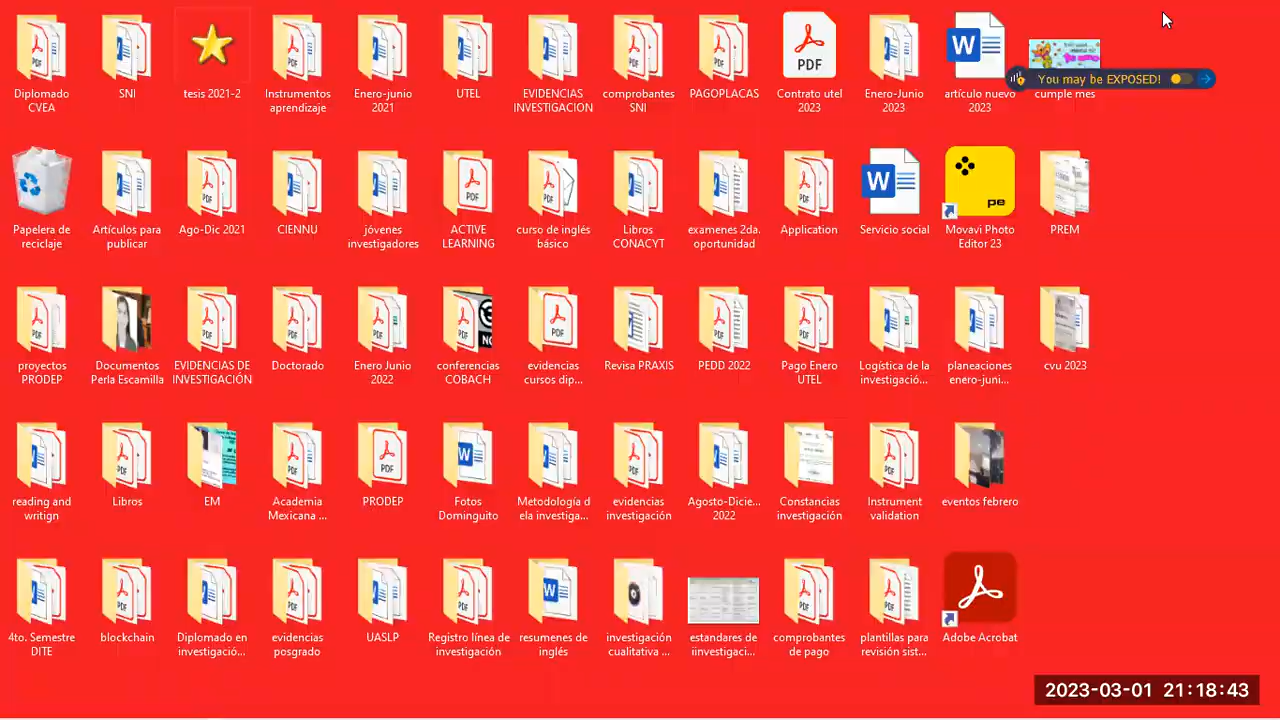 Diplomado
CVEA
SNI
tesis 2021-2
Instrumentos
aprendizaje
Enero-junio
2021
UTEL
EVIDENCIAS
INVESTIGACION
comprobantes
SNI
PAGOPLACAS
PDF
Contrato utel
2023
Enero-Junio
2023
artículo nuevo
2023
You may be EXPOSED!
cumple mes
Papelera de
reciclaje
Artículos para
publicar
Ago-Dic 2021
CIENNU
jóvenes
investigadores
ACTIVE
LEARNING
curso de inglés
básico
Libros
CONACYT
examenes 2da.
oportunidad
Application
Servicio social
pe
Movavi Photo
Editor 23
PREM
proyectos
PRODEP
Documentos
Perla Escamilla
EVIDENCIAS DE
INVESTIGACIÓN
Doctorado
Enero Junio
2022
conferencias
COBACH
evidencias
cursos dip...
Revisa PRAXIS
PEDD 2022
Pago Enero
UTEL
Logística de la
investigació...
planeaciones
enero-juni...
cvu 2023
reading and
writign
Libros
EM
Academia
Mexicana ...
PRODEP
Fotos
Dominguito
Metodología d
ela investiga...
evidencias
investigación
Agosto-Dicie...
2022
Constancias
investigación
Instrument
validation
eventos febrero
4to. Semestre
DITE
blockchain
Diplomado en
investigació...
evidencias
posgrado
UASLP
Registro línea de
investigación
resumenes de
inglés
investigación
cualitativa ...
estandares de
iinvestigaci...
comprobantes
de pago
plantillas para
revisión sist...
Adobe Acrobat
2023-03-01 21:18:43